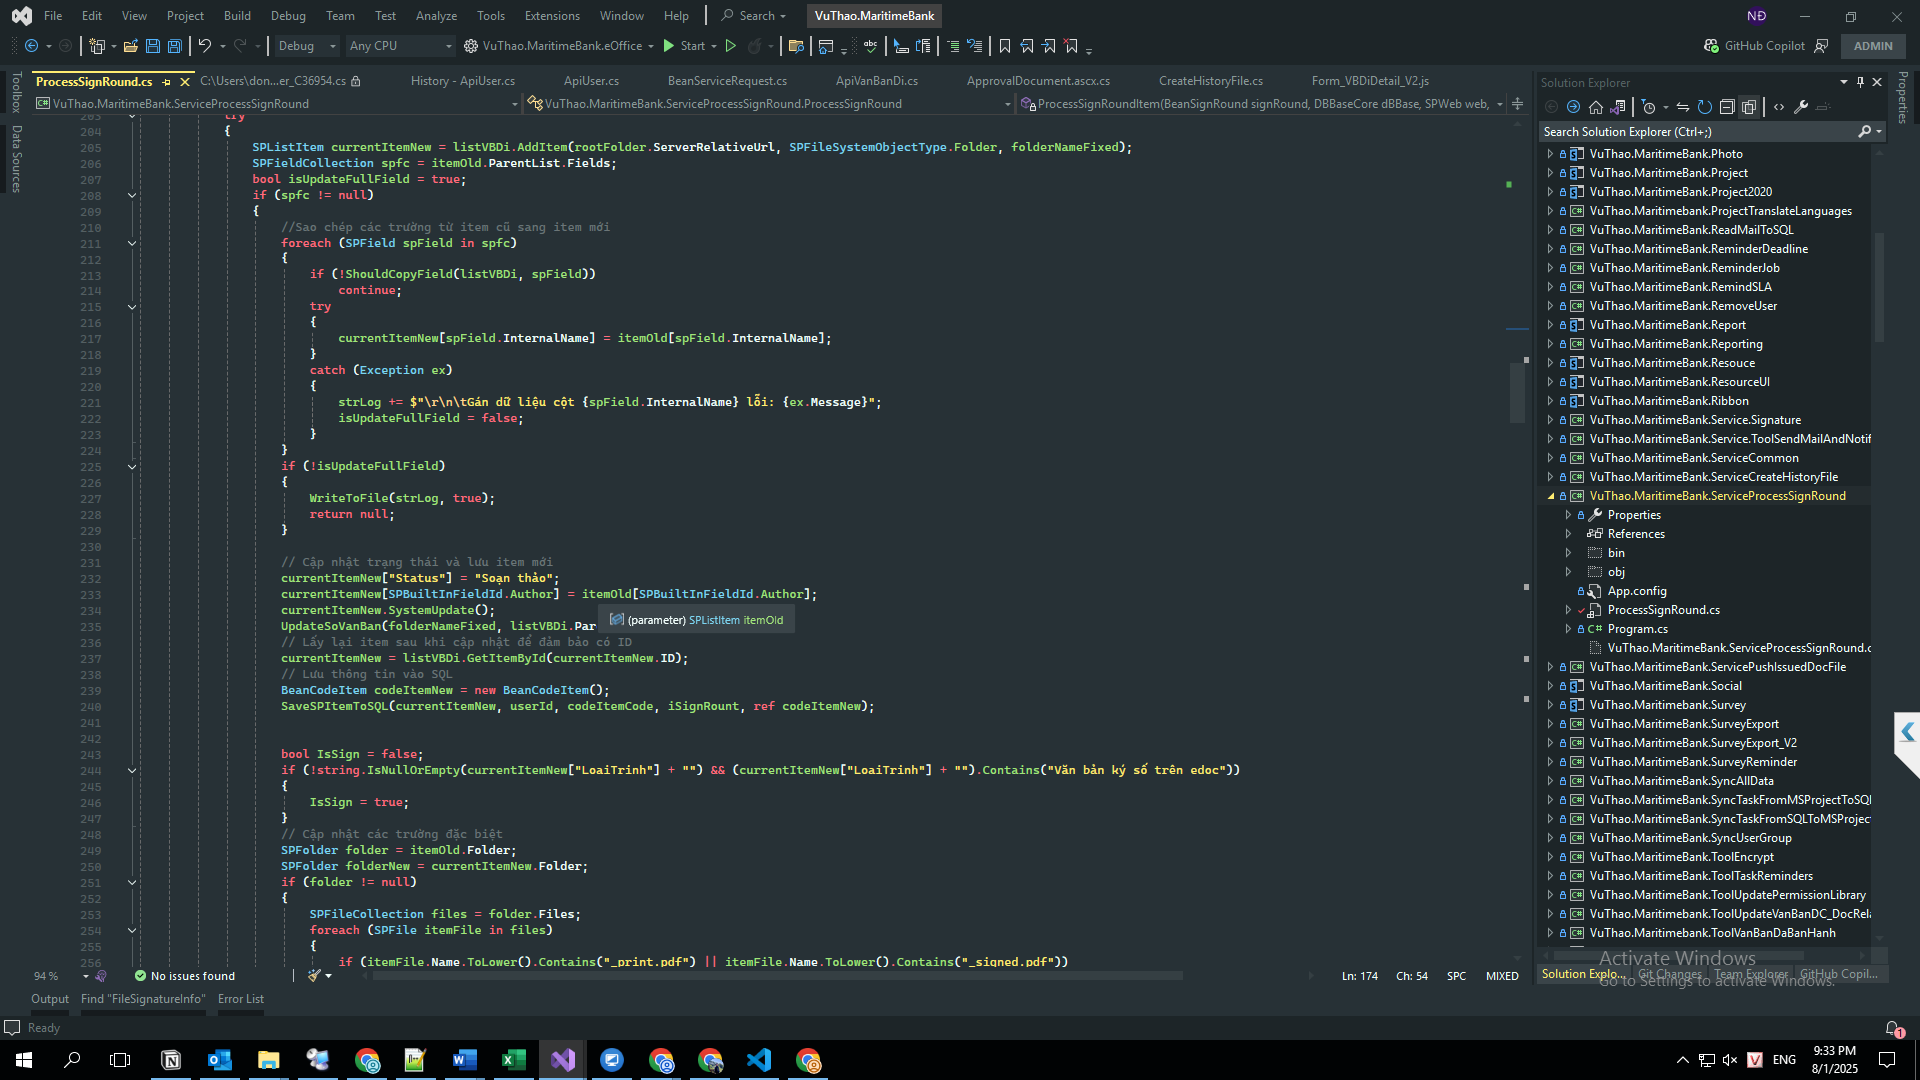 File Edit View Project Build Debug Team Test Analyze Tools Extensions Window Help Search VuThao.MaritimeBank NĐ
Debug Any CPU VuThao.MaritimeBank.eOffice Start GitHub Copilot ADMIN
ProcessSignRound.cs C:\Users\don...er_C36954.cs History - ApiUser.cs ApiUser.cs BeanServiceRequest.cs ApiVanBanDi.cs ApprovalDocument.ascx.cs CreateHistoryFile.cs Form_VBDiDetail_V2.js
VuThao.MaritimeBank.ServiceProcessSignRound VuThao.MaritimeBank.ServiceProcessSignRound.ProcessSignRound ProcessSignRoundItem(BeanSignRound signRound, DBBaseCore dBBase, SPWeb web,
Toolbox
Data Sources
203 try
204 {
205 SPListItem currentItemNew = listVBDi.AddItem(rootFolder.ServerRelativeUrl, SPFileSystemObjectType.Folder, folderNameFixed);
206 SPFieldCollection spfc = itemOld.ParentList.Fields;
207 bool isUpdateFullField = true;
208 if (spfc != null)
209 {
210 //Sao chép các trường từ item cũ sang item mới
211 foreach (SPField spField in spfc)
212 {
213 if (!ShouldCopyField(listVBDi, spField))
214 continue;
215 try
216 {
217 currentItemNew[spField.InternalName] = itemOld[spField.InternalName];
218 }
219 catch (Exception ex)
220 {
221 strLog += $"\r\n\tGán dữ liệu cột {spField.InternalName} lỗi: {ex.Message}";
222 isUpdateFullField = false;
223 }
224 }
225 if (!isUpdateFullField)
226 {
227 WriteToFile(strLog, true);
228 return null;
229 }
230
231 // Cập nhật trạng thái và lưu item mới
232 currentItemNew["Status"] = "Soạn thảo";
233 currentItemNew[SPBuiltInFieldId.Author] = itemOld[SPBuiltInFieldId.Author];
234 currentItemNew.SystemUpdate();
(parameter) SPListItem itemOld
235 UpdateSoVanBan(folderNameFixed, listVBDi.Par
236 // Lấy lại item sau khi cập nhật để đảm bảo có ID
237 currentItemNew = listVBDi.GetItemById(currentItemNew.ID);
238 // Lưu thông tin vào SQL
239 BeanCodeItem codeItemNew = new BeanCodeItem();
240 SaveSPItemToSQL(currentItemNew, userId, codeItemCode, iSignRount, ref codeItemNew);
241
242
243 bool IsSign = false;
244 if (!string.IsNullOrEmpty(currentItemNew["LoaiTrinh"] + "") && (currentItemNew["LoaiTrinh"] + "").Contains("Văn bản ký số trên edoc"))
245 {
246 IsSign = true;
247 }
248 // Cập nhật các trường đặc biệt
249 SPFolder folder = itemOld.Folder;
250 SPFolder folderNew = currentItemNew.Folder;
251 if (folder != null)
252 {
253 SPFileCollection files = folder.Files;
254 foreach (SPFile itemFile in files)
255 {
256 if (itemFile.Name.ToLower().Contains("_print.pdf") || itemFile.Name.ToLower().Contains("_signed.pdf"))
94 % No issues found Ln: 174 Ch: 54 SPC MIXED
Output Find "FileSignatureInfo" Error List
Ready
Solution Explorer
Search Solution Explorer (Ctrl+;)
VuThao.MaritimeBank.Photo
VuThao.MaritimeBank.Project
VuThao.MaritimeBank.Project2020
VuThao.Maritimebank.ProjectTranslateLanguages
VuThao.MaritimeBank.ReadMailToSQL
VuThao.MaritimeBank.ReminderDeadline
VuThao.MaritimeBank.ReminderJob
VuThao.MaritimeBank.RemindSLA
VuThao.MaritimeBank.RemoveUser
VuThao.MaritimeBank.Report
VuThao.MaritimeBank.Reporting
VuThao.MaritimeBank.Resouce
VuThao.MaritimeBank.ResourceUI
VuThao.MaritimeBank.Ribbon
VuThao.MaritimeBank.Service.Signature
VuThao.MaritimeBank.Service.ToolSendMailAndNotif
VuThao.MaritimeBank.ServiceCommon
VuThao.MaritimeBank.ServiceCreateHistoryFile
VuThao.MaritimeBank.ServiceProcessSignRound
Properties
References
bin
obj
App.config
ProcessSignRound.cs
Program.cs
VuThao.MaritimeBank.ServiceProcessSignRound.c
VuThao.MaritimeBank.ServicePushIssuedDocFile
VuThao.MaritimeBank.Social
VuThao.MaritimeBank.Survey
VuThao.MaritimeBank.SurveyExport
VuThao.MaritimeBank.SurveyExport_V2
VuThao.MaritimeBank.SurveyReminder
VuThao.MaritimeBank.SyncAllData
VuThao.MaritimeBank.SyncTaskFromMSProjectToSQL
VuThao.MaritimeBank.SyncTaskFromSQLToMSProjec
VuThao.MaritimeBank.SyncUserGroup
VuThao.MaritimeBank.ToolEncrypt
VuThao.MaritimeBank.ToolTaskReminders
VuThao.MaritimeBank.ToolUpdatePermissionLibrary
VuThao.Maritimebank.ToolUpdateVanBanDC_DocRela
VuThao.MaritimeBank.ToolVanBanDaBanHanh
Solution Explo... Git Changes Team Explorer GitHub Copil...
Activate Windows
Go to Settings to activate Windows.
Properties
ENG
9:33 PM
8/1/2025
1